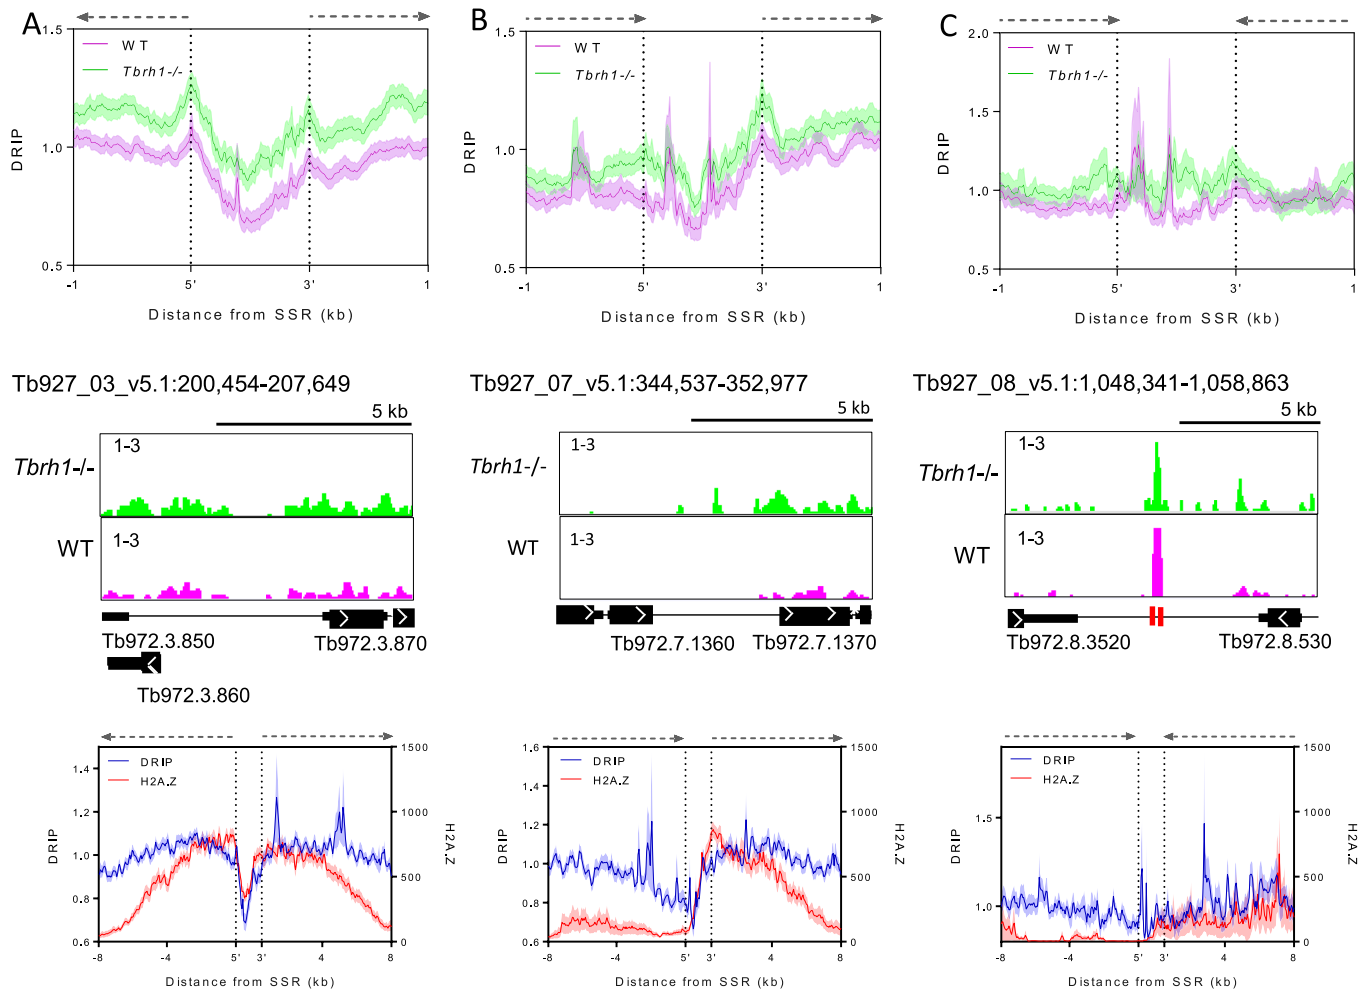 A
B
C
1.5
1.0
0.5
DRIP
WT
Tbrh1-/-
-1
5'
3'
1
Distance from SSR (kb)
1.5
1.0
0.5
DRIP
WT
Tbrh1-/-
-1
5'
3'
1
Distance from SSR (kb)
2.0
1.5
1.0
0.5
DRIP
WT
Tbrh1-/-
-1
5'
3'
1
Distance from SSR (kb)
Tb927_03_v5.1:200,454-207,649
5 kb
Tbrh1-/-
1-3
WT
1-3
Tb972.3.850
Tb972.3.870
Tb972.3.860
Tb927_07_v5.1:344,537-352,977
5 kb
Tbrh1-/-
1-3
WT
1-3
Tb972.7.1360
Tb972.7.1370
Tb927_08_v5.1:1,048,341-1,058,863
5 kb
Tbrh1-/-
1-3
WT
1-3
Tb972.8.3520
Tb972.8.530
1.4
1.2
1.0
0.8
0.6
DRIP
DRIP
H2A.Z
1500
1000
500
0
H2A.Z
-8
-4
5'
3'
4
8
Distance from SSR (kb)
1.6
1.4
1.2
1.0
0.8
0.6
DRIP
DRIP
H2A.Z
1500
1000
500
0
H2A.Z
-8
-4
5'
3'
4
8
Distance from SSR (kb)
1.5
1.0
DRIP
DRIP
H2A.Z
1500
1000
500
0
H2A.Z
-8
-4
5'
3'
4
8
Distance from SSR (kb)